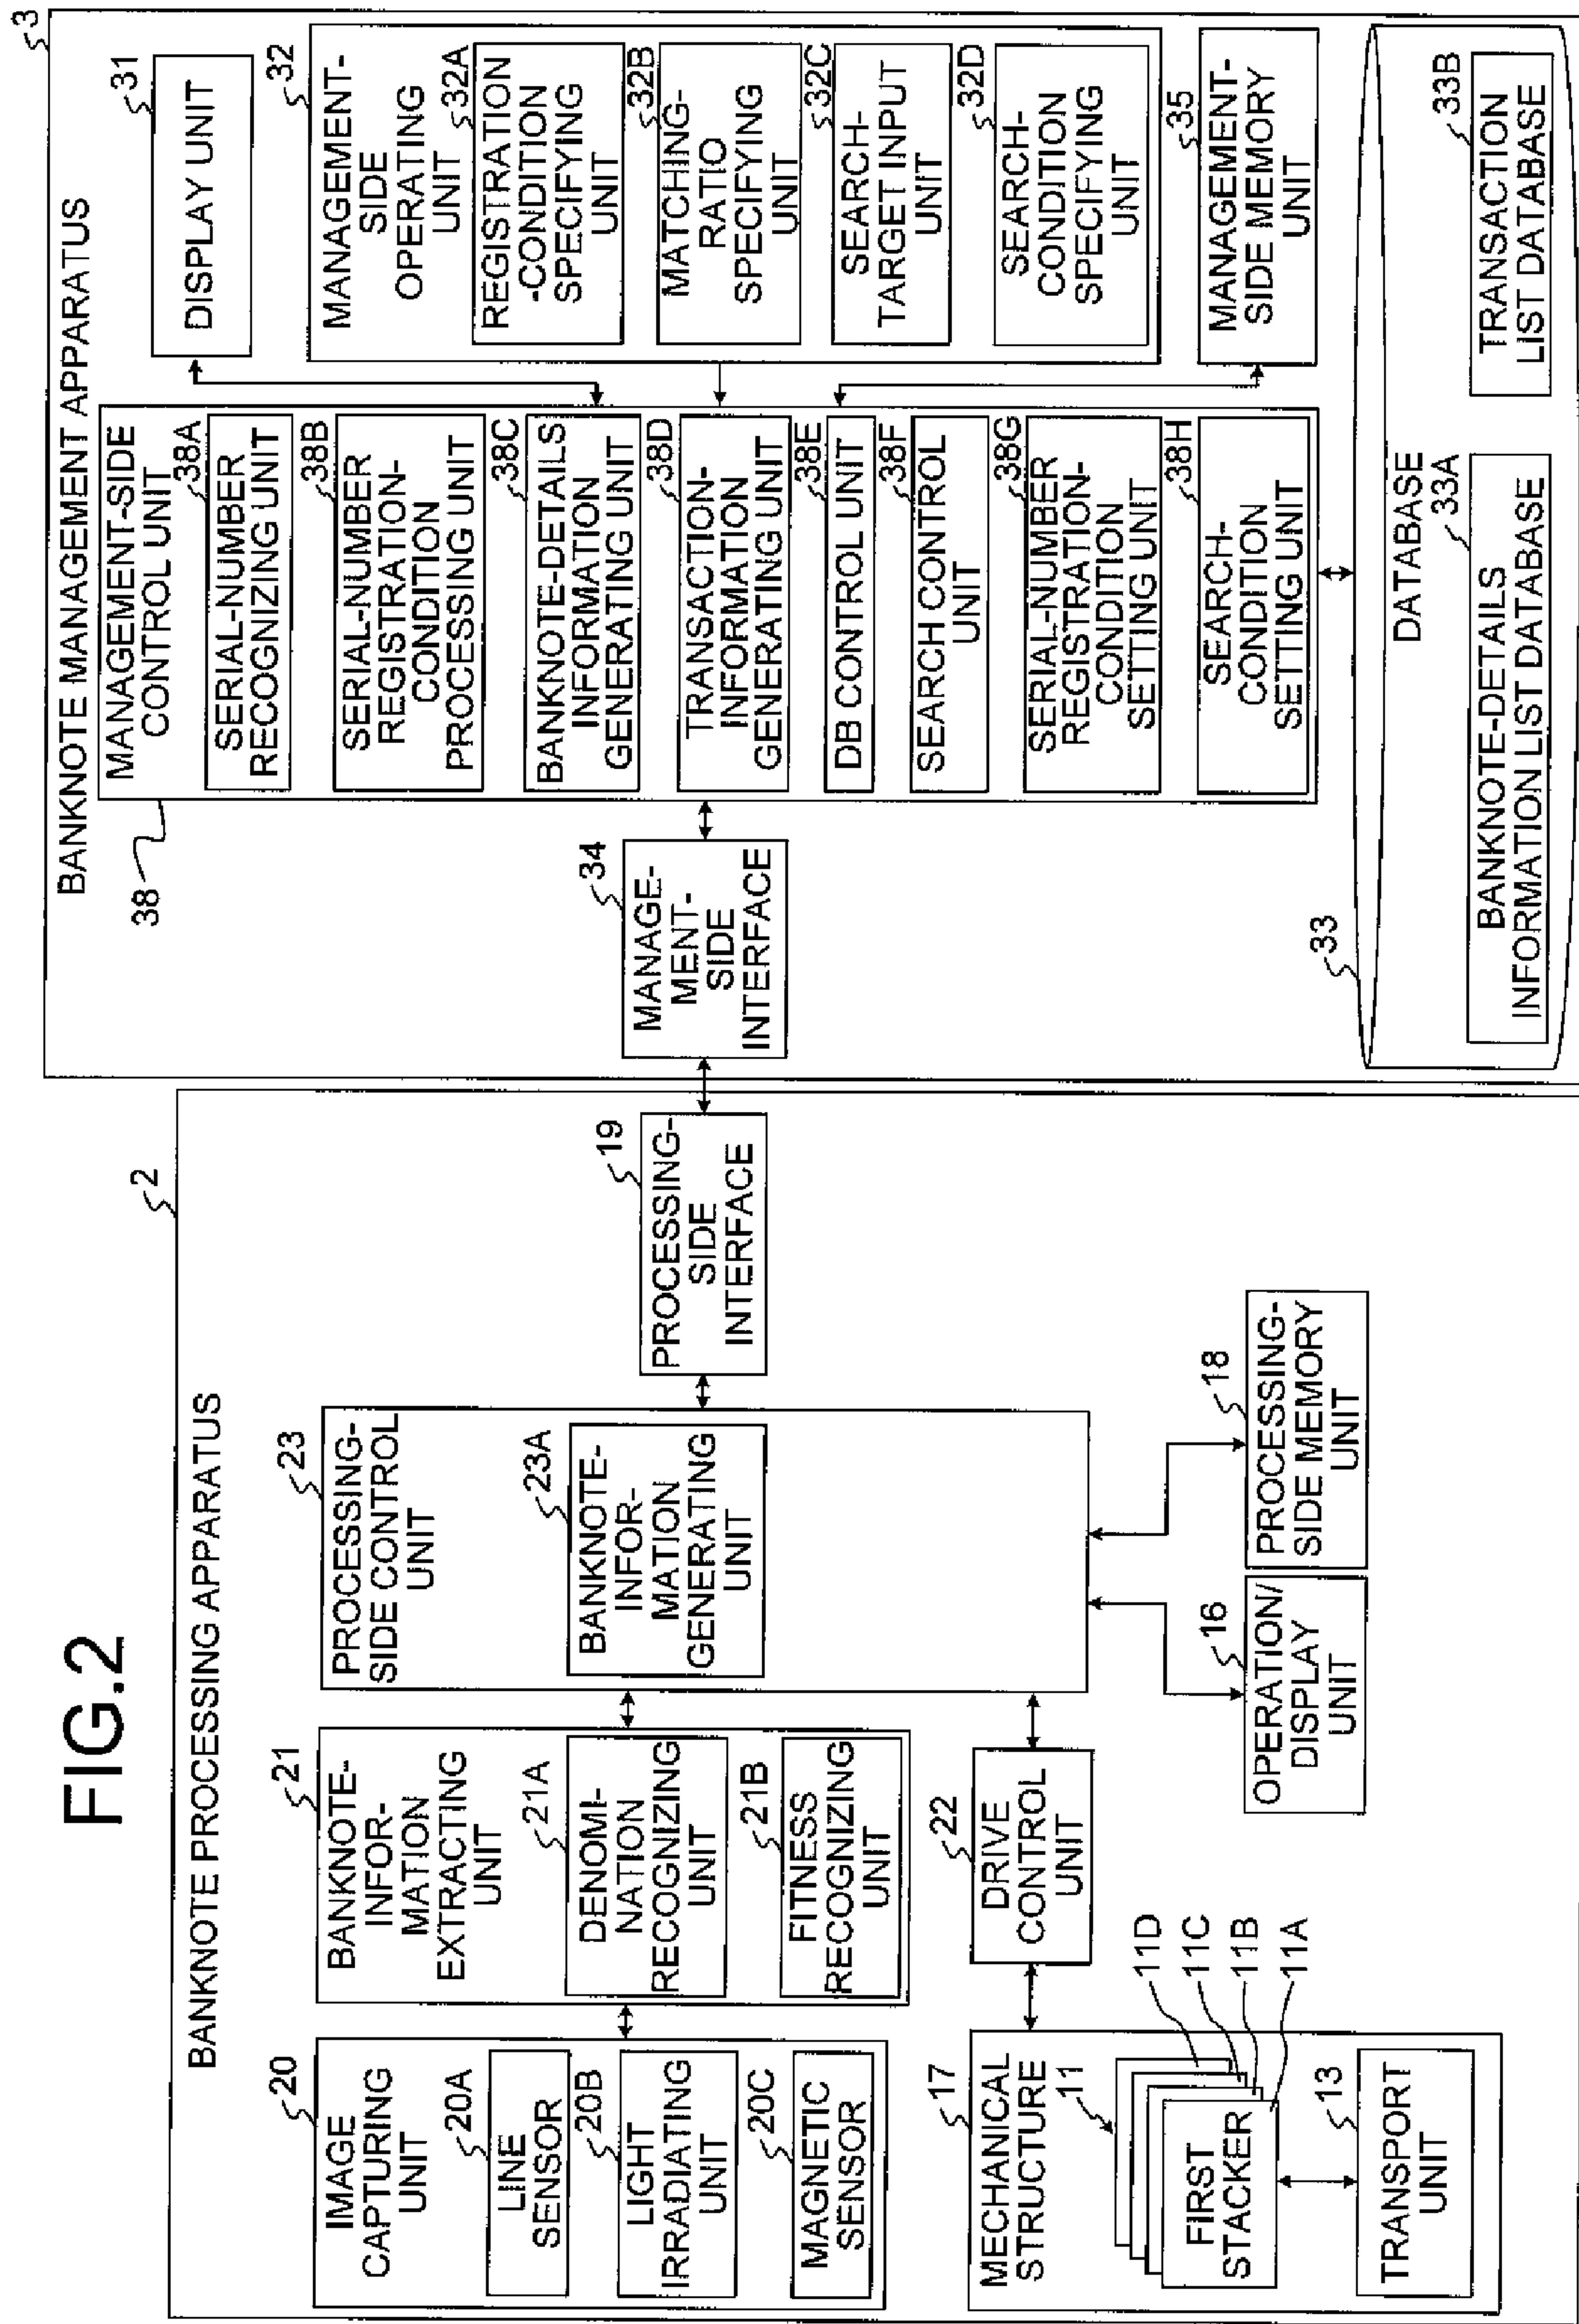 FIG.2
2
BANKNOTE PROCESSING APPARATUS
20
IMAGE
CAPTURING
UNIT
20A
LINE
SENSOR
20B
LIGHT
IRRADIATING
UNIT
20C
MAGNETIC
SENSOR
21
BANKNOTE-
INFOR-
MATION
EXTRACTING
UNIT
21A
DENOMI-
NATION
RECOGNIZING
UNIT
21B
FITNESS
RECOGNIZING
UNIT
23
PROCESSING-
SIDE CONTROL
UNIT
23A
BANKNOTE-
INFOR-
MATION
GENERATING
UNIT
19
PROCESSING-
SIDE
INTERFACE
17
MECHANICAL
STRUCTURE
11
11D
11C
11B
11A
FIRST
STACKER
13
TRANSPORT
UNIT
22
DRIVE
CONTROL
UNIT
16
OPERATION/
DISPLAY
UNIT
18
PROCESSING-
SIDE MEMORY
UNIT
3
BANKNOTE MANAGEMENT APPARATUS
34
MANAGE-
MENT-
SIDE
INTERFACE
38
MANAGEMENT-SIDE
CONTROL UNIT
38A
SERIAL-NUMBER
RECOGNIZING UNIT
38B
SERIAL-NUMBER
REGISTRATION-
CONDITION
PROCESSING UNIT
38C
BANKNOTE-DETAILS
INFORMATION
GENERATING UNIT
38D
TRANSACTION-
INFORMATION
GENERATING UNIT
38E
DB CONTROL UNIT
38F
SEARCH CONTROL
UNIT
38G
SERIAL-NUMBER
REGISTRATION-
CONDITION
SETTING UNIT
38H
SEARCH-
CONDITION
SETTING UNIT
31
DISPLAY UNIT
32
MANAGEMENT-
SIDE
OPERATING
UNIT
32A
REGISTRATION
-CONDITION
SPECIFYING
UNIT
32B
MATCHING-
RATIO
SPECIFYING
UNIT
32C
SEARCH-
TARGET INPUT
UNIT
32D
SEARCH-
CONDITION
SPECIFYING
UNIT
35
MANAGEMENT-
SIDE MEMORY
UNIT
33
DATABASE
33A
BANKNOTE-DETAILS
INFORMATION LIST DATABASE
33B
TRANSACTION
LIST DATABASE